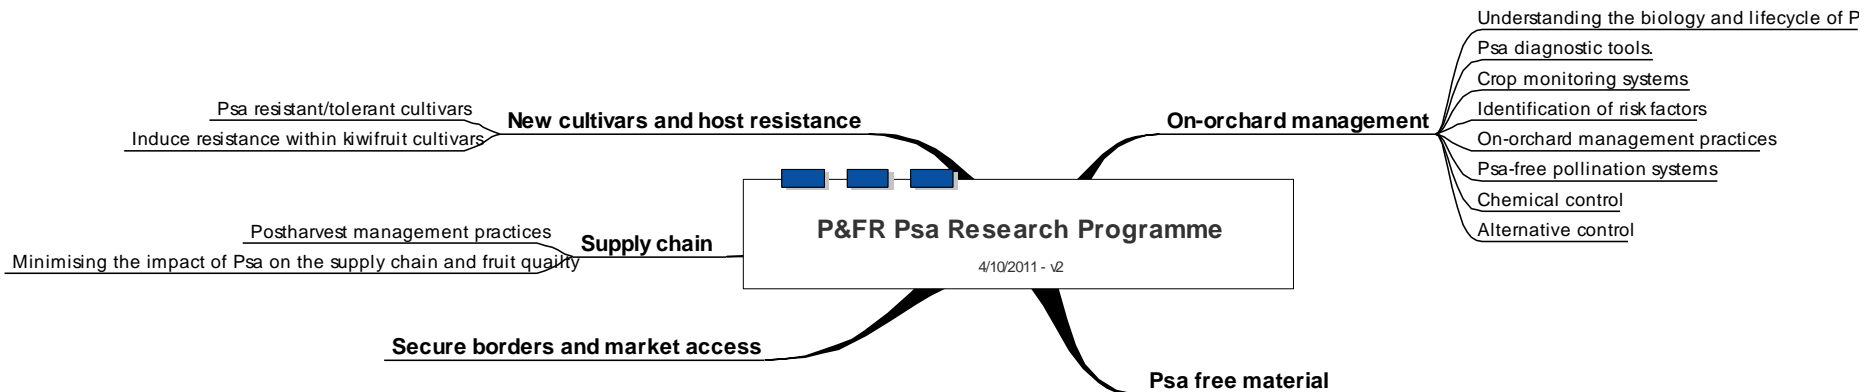 Understanding the biology and lifecycle of P
Psa diagnostic tools.
Crop monitoring systems
Identification of risk factors
On-orchard management practices
Psa-free pollination systems
Chemical control
Alternative control
On-orchard management
Psa resistant/tolerant cultivars
Induce resistance within kiwifruit cultivars
New cultivars and host resistance
P&FR Psa Research Programme
4/10/2011 - v2
Postharvest management practices
Minimising the impact of Psa on the supply chain and fruit quailty
Supply chain
Secure borders and market access
Psa free material